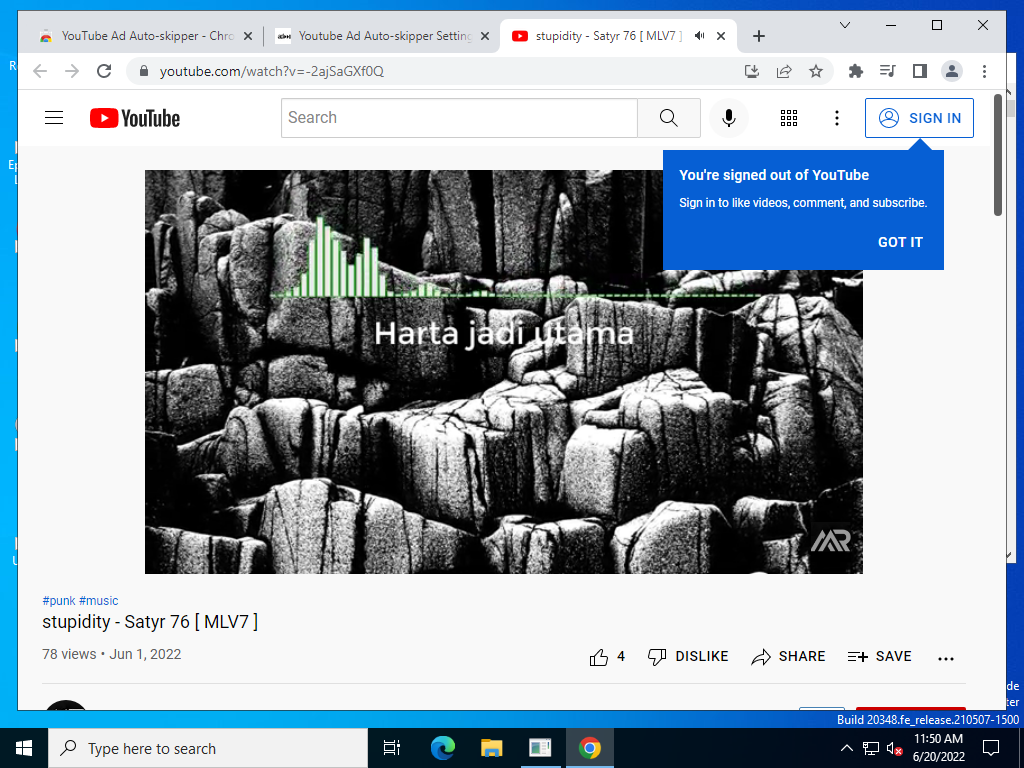 YouTube Ad Auto-skipper - Chro
Youtube Ad Auto-skipper Setting
stupidity - Satyr 76 [ MLV7 ]
youtube.com/watch?v=-2ajSaGXf0Q
YouTube
Search
SIGN IN
You're signed out of YouTube
Sign in to like videos, comment, and subscribe.
GOT IT
Harta jadi utama
#punk #music
stupidity - Satyr 76 [ MLV7 ]
78 views • Jun 1, 2022
4
DISLIKE
SHARE
SAVE
Build 20348.fe_release.210507-1500
Type here to search
11:50 AM
6/20/2022